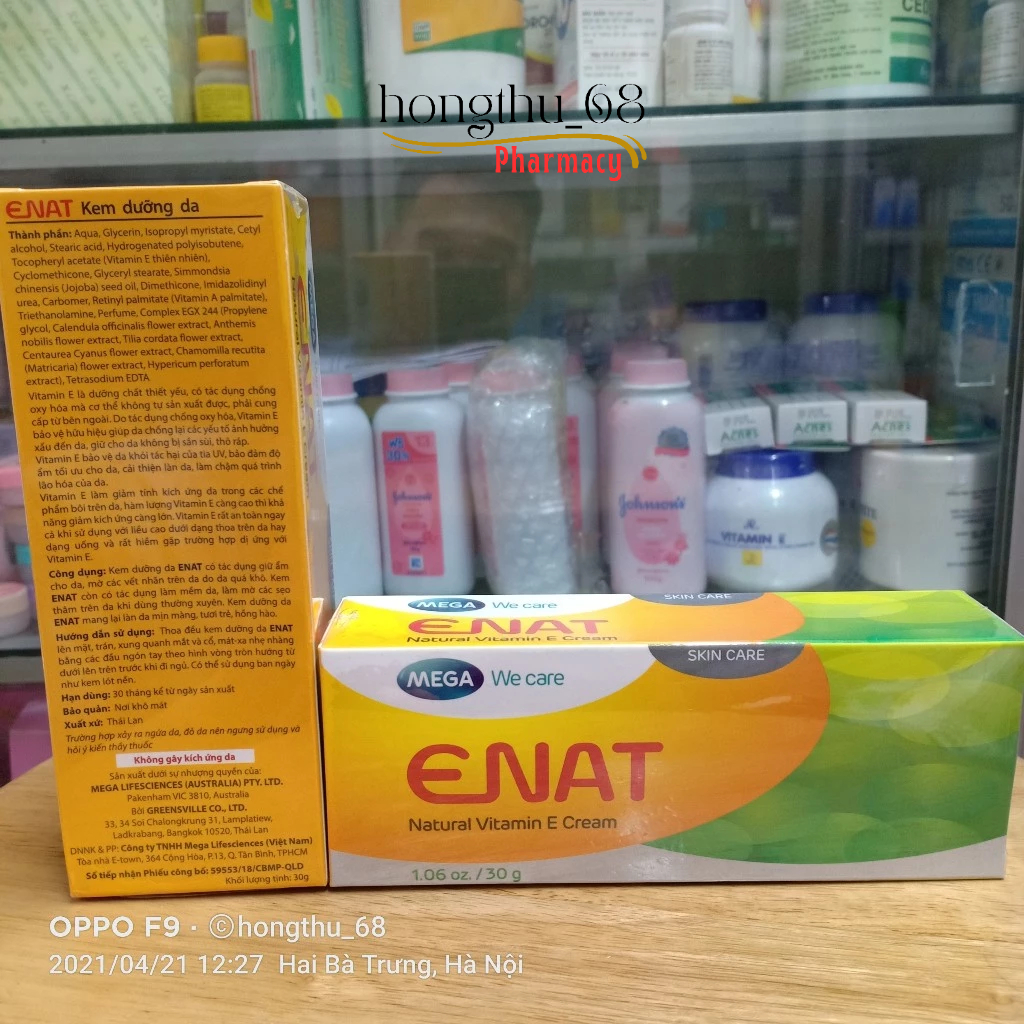 hongthu_68
Pharmacy
ENAT Kem dưỡng da
Thành phần: Aqua, Glycerin, Isopropyl myristate, Cetyl
alcohol, Stearic acid, Hydrogenated polyisobutene,
Tocopheryl acetate (Vitamin E thiên nhiên),
Cyclomethicone, Glyceryl stearate, Simmondsia
chinensis (Jojoba) seed oil, Dimethicone, Imidazolidinyl
urea, Carbomer, Retinyl palmitate (Vitamin A palmitate),
Triethanolamine, Perfume, Complex EGX 244 (Propylene
glycol, Calendula officinalis flower extract, Anthemis
nobilis flower extract, Tilia cordata flower extract,
Centaurea Cyanus flower extract, Chamomilla recutita
(Matricaria) flower extract, Hypericum perforatum
extract), Tetrasodium EDTA
Vitamin E là dưỡng chất thiết yếu, có tác dụng chống
oxy hóa mà cơ thể không tự sản xuất được, phải cung
cấp từ bên ngoài. Do tác dụng chống oxy hóa, Vitamin E
bảo vệ hữu hiệu giúp da chống lại các yếu tố ảnh hưởng
xấu đến da, giữ cho da không bị sần sùi, thô ráp.
Vitamin E bảo vệ da khỏi tác hại của tia UV, bảo đảm độ
ẩm tối ưu cho da, cải thiện làn da, làm chậm quá trình
lão hóa của da.
Vitamin E làm giảm tính kích ứng da trong các chế
phẩm bôi trên da, hàm lượng Vitamin E càng cao thì khả
năng giảm kích ứng càng lớn. Vitamin E rất an toàn ngay
cả khi sử dụng với liều cao dưới dạng thoa trên da hay
dạng uống và rất hiếm gặp trường hợp dị ứng với
Vitamin E.
Công dụng: Kem dưỡng da ENAT có tác dụng giữ ẩm
cho da, mờ các vết nhăn trên da do da quá khô. Kem
ENAT còn có tác dụng làm mềm da, làm mờ các sẹo
thâm trên da khi dùng thường xuyên. Kem dưỡng da
ENAT mang lại làn da mịn màng, tươi trẻ, hồng hào.
Hướng dẫn sử dụng: Thoa đều kem dưỡng da ENAT
lên mặt, trán, xung quanh mắt và cổ, mát-xa nhẹ nhàng
bằng các đầu ngón tay theo hình vòng tròn hướng từ
dưới lên trên trước khi đi ngủ. Có thể sử dụng ban ngày
như kem lót nền.
Hạn dùng: 30 tháng kể từ ngày sản xuất
Bảo quản: Nơi khô mát
Xuất xứ: Thái Lan
Trường hợp xảy ra ngứa da, đỏ da nên ngưng sử dụng và
hỏi ý kiến thầy thuốc
Không gây kích ứng da
Sản xuất dưới sự nhượng quyền của:
MEGA LIFESCIENCES (AUSTRALIA) PTY. LTD.
Pakenham VIC 3810, Australia
Bởi GREENSVILLE CO., LTD.
33, 34 Soi Chalongkrung 31, Lamplatiew,
Ladkrabang, Bangkok 10520, Thái Lan
DNNK & PP: Công ty TNHH Mega Lifesciences (Việt Nam)
Tòa nhà E-town, 364 Cộng Hòa, P.13, Q. Tân Bình, TPHCM
Số tiếp nhận Phiếu công bố: 59553/18/CBMP-QLD
Khối lượng tịnh: 30g
Johnson's
Johnson's
Acnes
Acnes
Acnes
VITAMIN E
MEGA We care
SKIN CARE
ENAT
Natural Vitamin E Cream
MEGA We care
SKIN CARE
ENAT
Natural Vitamin E Cream
1.06 oz. / 30 g
OPPO F9 · ©hongthu_68
2021/04/21 12:27 Hai Bà Trưng, Hà Nội